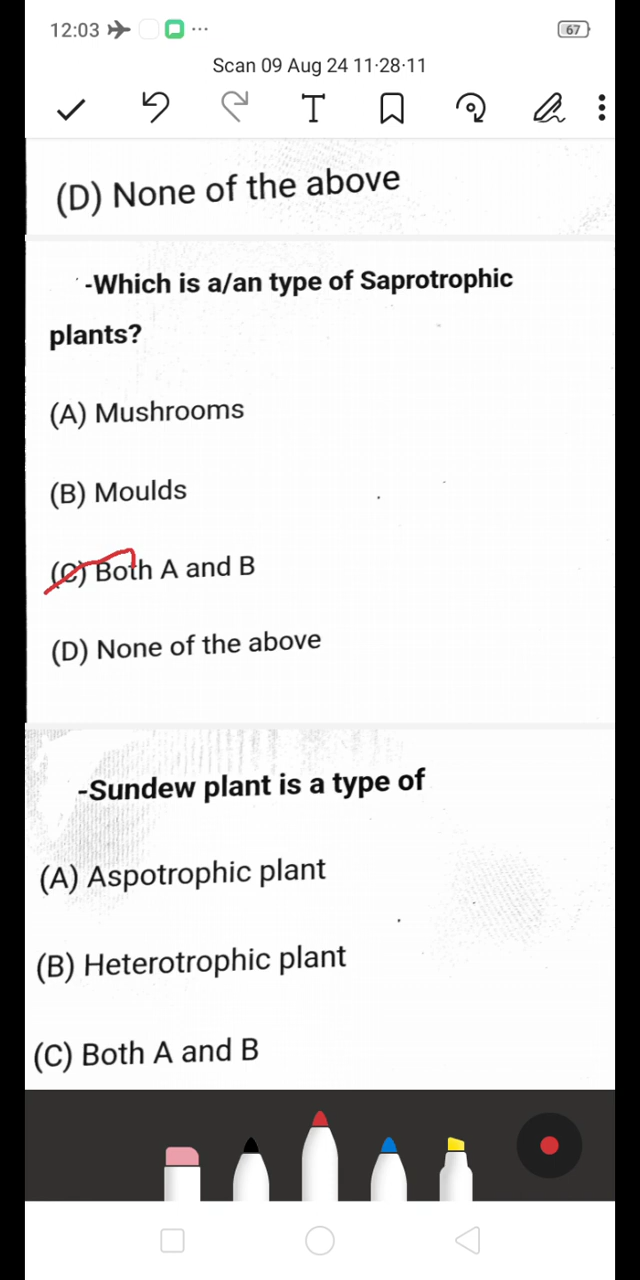 12:03 ··· 67
Scan 09 Aug 24 11·28·11
T
(D) None of the above
-Which is a/an type of Saprotrophic
plants?
(A) Mushrooms
(B) Moulds
(C) Both A and B
(D) None of the above
-Sundew plant is a type of
(A) Aspotrophic plant
(B) Heterotrophic plant
(C) Both A and B